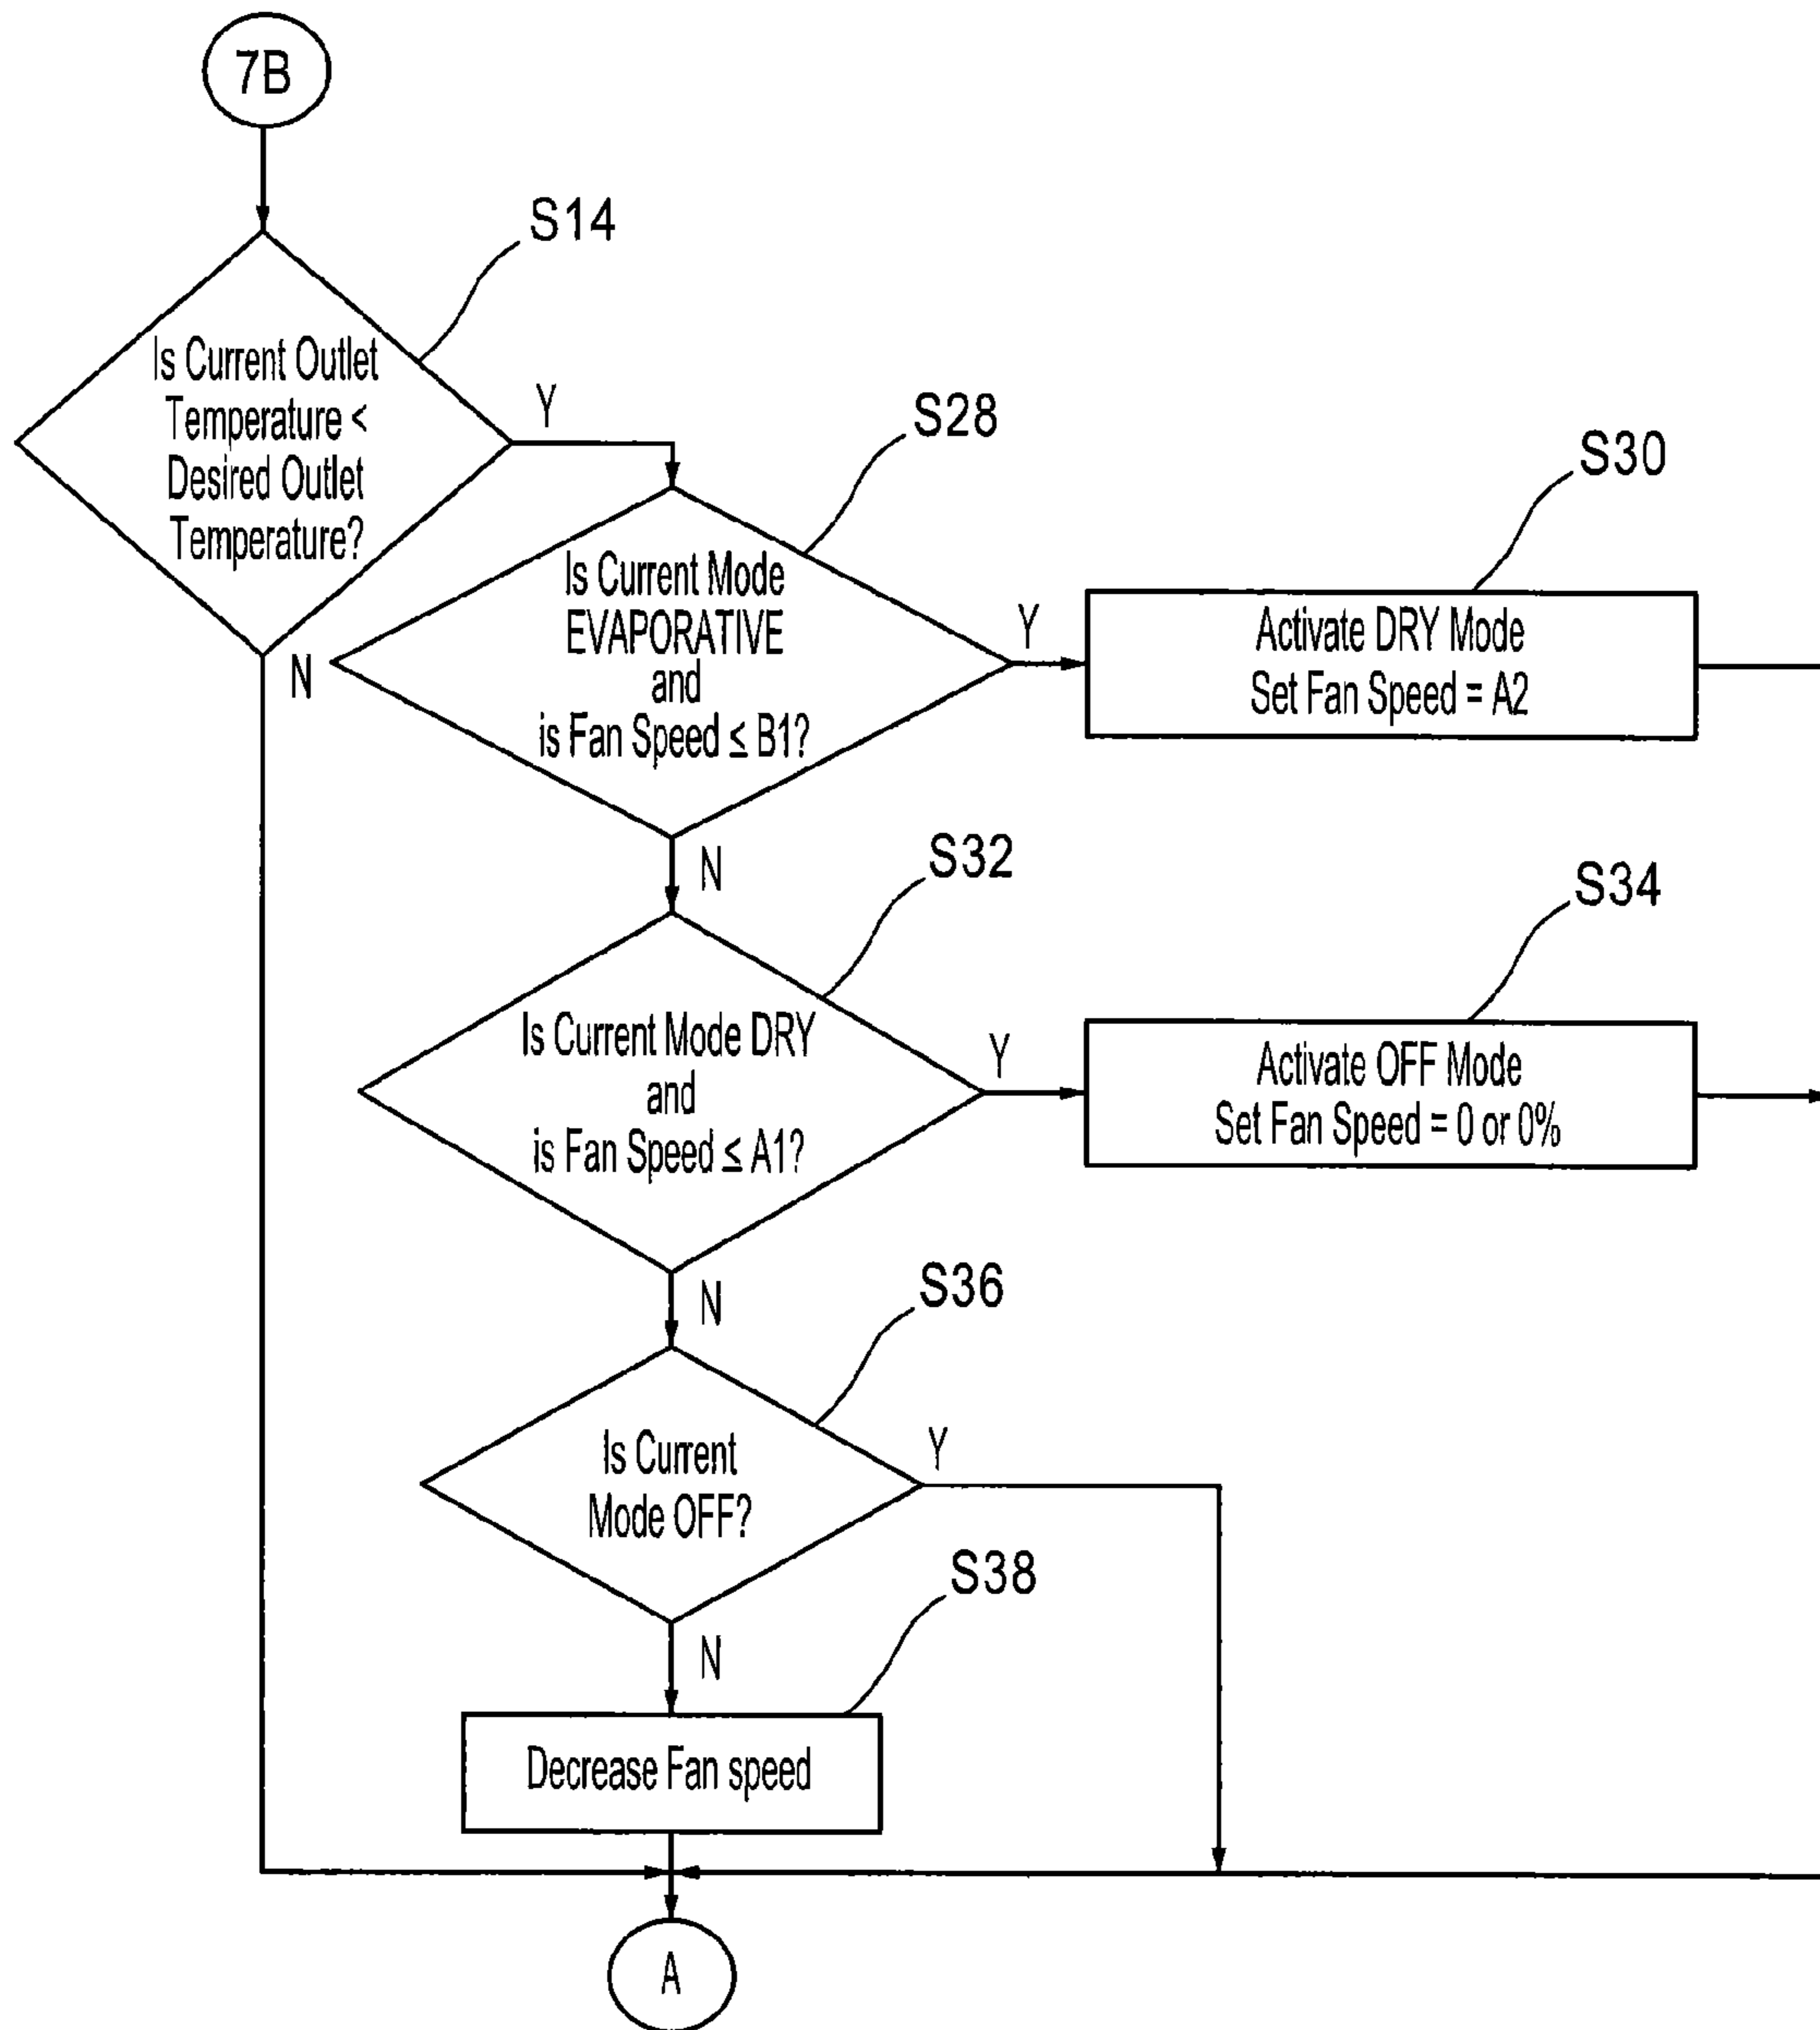 7B
S14
Is Current Outlet
Temperature <
Desired Outlet
Temperature?
Y
N
S28
Is Current Mode
EVAPORATIVE
and
is Fan Speed ≤ B1?
Y
S30
Activate DRY Mode
Set Fan Speed = A2
N
S32
Is Current Mode DRY
and
is Fan Speed ≤ A1?
Y
S34
Activate OFF Mode
Set Fan Speed = 0 or 0%
N
S36
Is Current
Mode OFF?
Y
N
S38
Decrease Fan speed
A